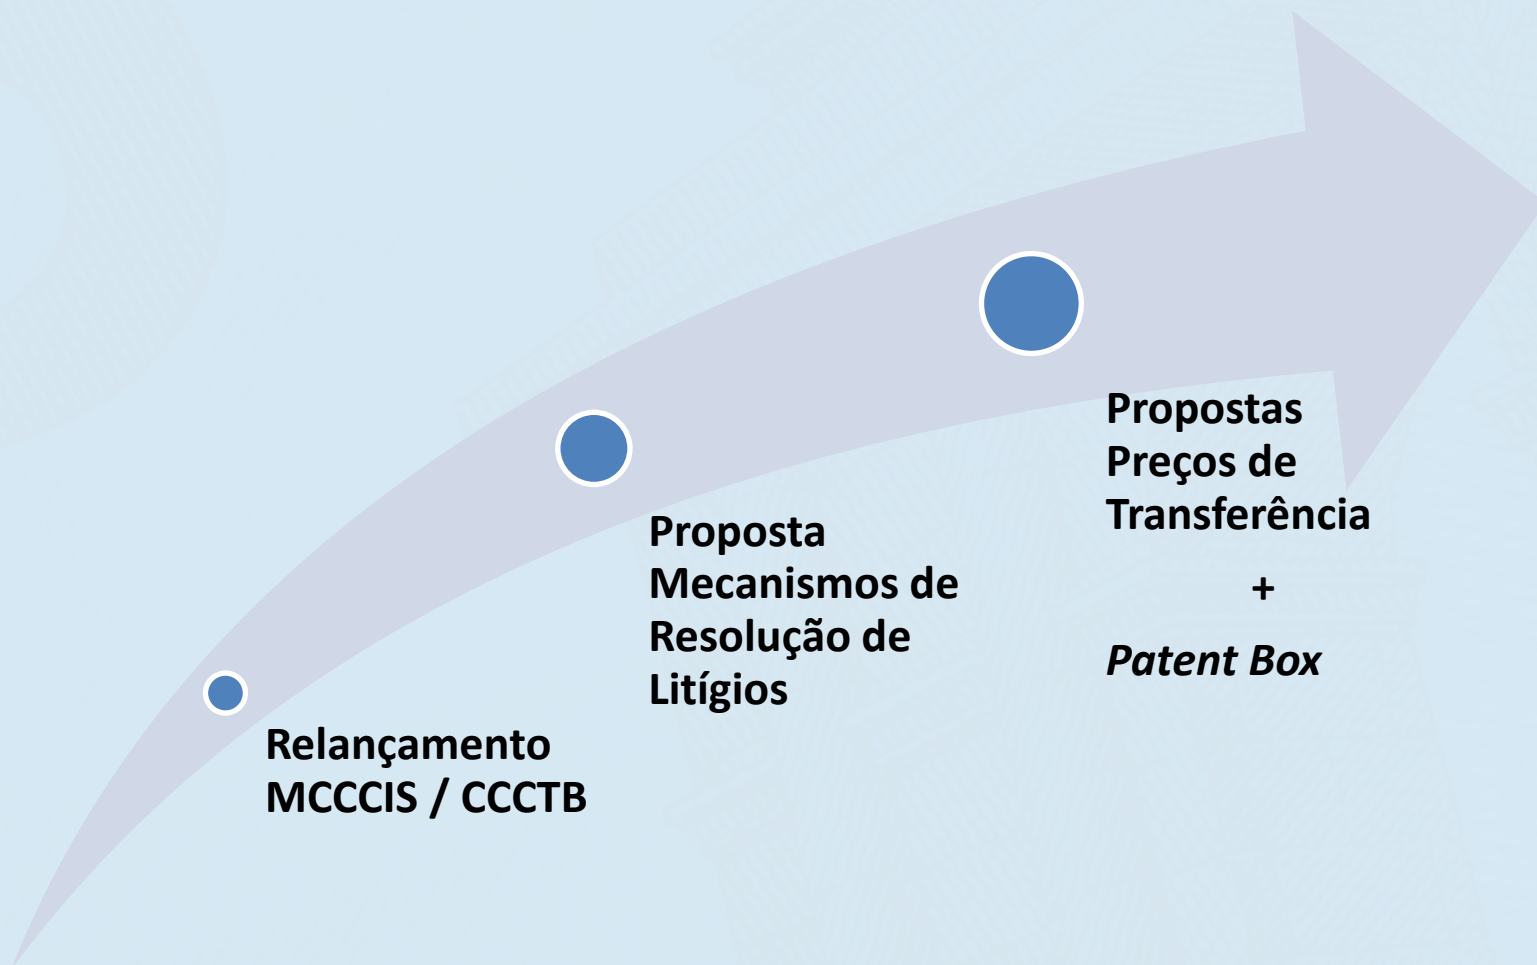 Relançamento
MCCCIS / CCCTB
Proposta
Mecanismos de
Resolução de
Litígios
Propostas
Preços de
Transferência
+
Patent Box